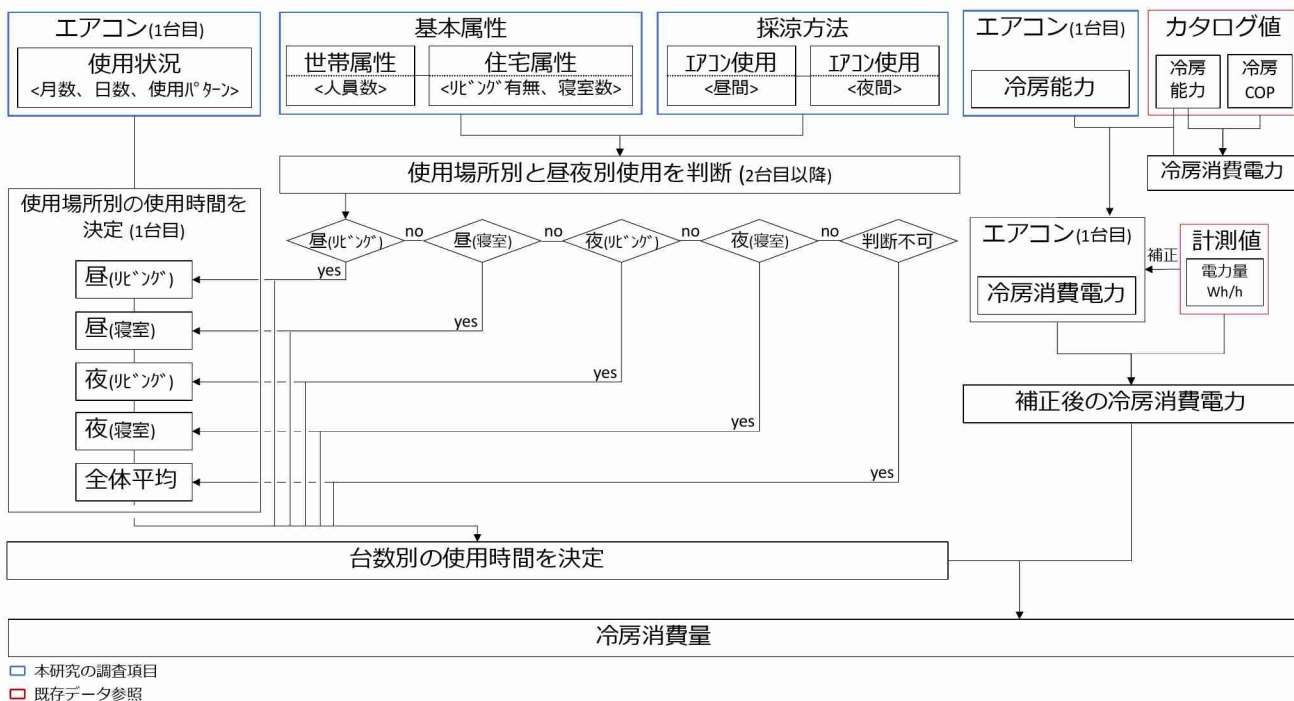 エアコン(1台目)
使用状況
<月数、日数、使用ﾊﾟﾀｰﾝ>
基本属性
世帯属性
<人員数>
住宅属性
<ﾘﾋﾞﾝｸﾞ有無、寝室数>
採涼方法
ｴｱｺﾝ使用
<昼間>
ｴｱｺﾝ使用
<夜間>
エアコン(1台目)
冷房能力
カタログ値
冷房
能力
冷房
COP
冷房消費電力
使用場所別と昼夜別使用を判断 (2台目以降)
使用場所別の使用時間を
決定 (1台目)
昼(ﾘﾋﾞﾝｸﾞ)
no
昼(寝室)
no
夜(ﾘﾋﾞﾝｸﾞ)
no
夜(寝室)
no
判断不可
yes
yes
yes
yes
yes
昼(ﾘﾋﾞﾝｸﾞ)
昼(寝室)
夜(ﾘﾋﾞﾝｸﾞ)
夜(寝室)
全体平均
エアコン(1台目)
冷房消費電力
補正
計測値
電力量
Wh/h
補正後の冷房消費電力
台数別の使用時間を決定
冷房消費量
本研究の調査項目
既存データ参照